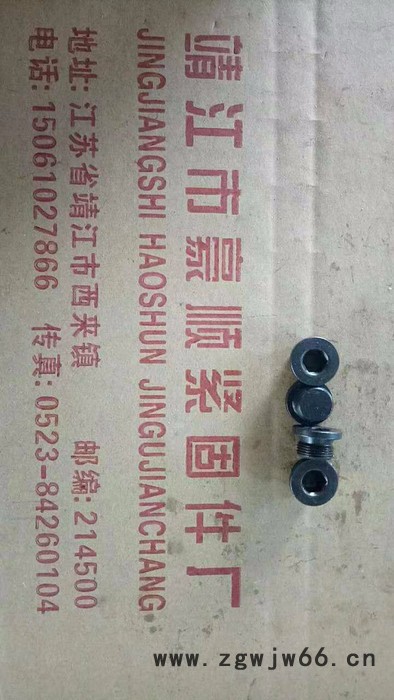 靖江市豪顺紧固件厂
JINGJIANGSHI HAOSHUN JINGUJIANCHANG
地址: 江苏省靖江市西来镇 邮编: 214500
电话: 15061027866 传真: 0523-84260104
www.zgwjw66.cn